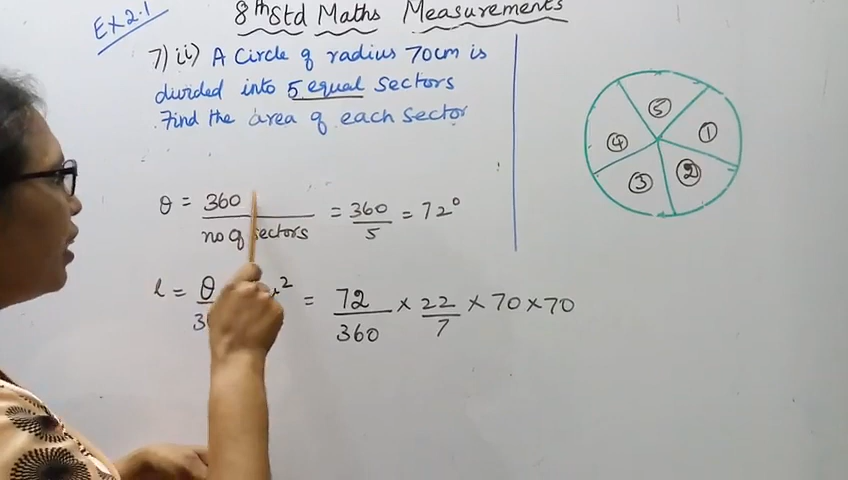 Ex 2.1
8th Std Maths Measurements
7) ii) A Circle of radius 70cm is
divided into 5 equal Sectors
Find the area of each sector
θ = 360 / no of sectors = 360 / 5 = 72°
l = θ / 3 r² = 72 / 360 × 22 / 7 × 70 × 70
5
4
1
3
2